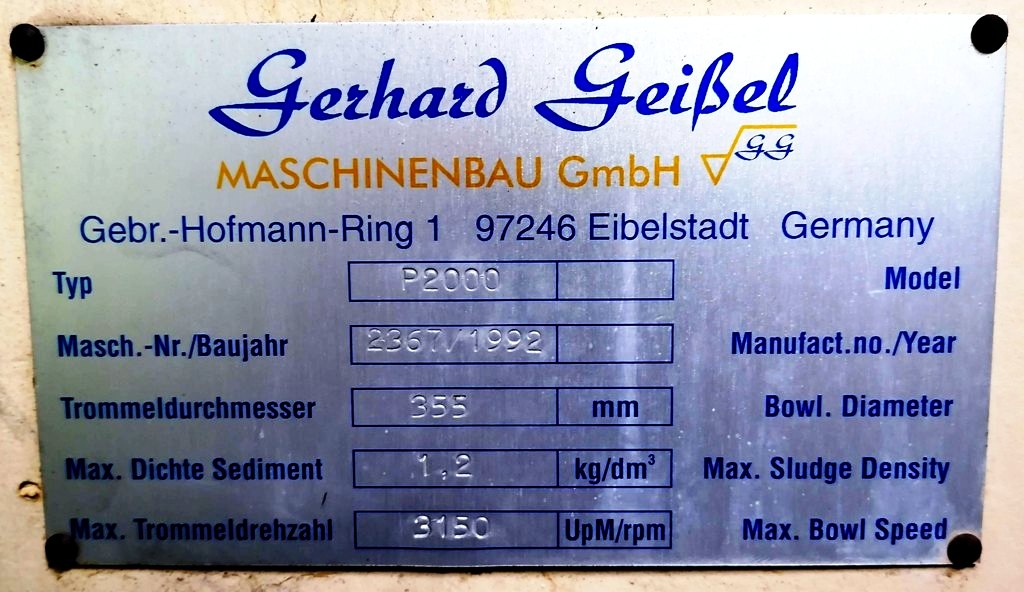 Gerhard Geißel
MASCHINENBAU GmbH GG
Gebr.-Hofmann-Ring 1 97246 Eibelstadt Germany
Typ P2000 Model
Masch.-Nr./Baujahr 2367/1992 Manufact.no./Year
Trommeldurchmesser 355 mm Bowl. Diameter
Max. Dichte Sediment 1,2 kg/dm³ Max. Sludge Density
Max. Trommeldrehzahl 3150 UpM/rpm Max. Bowl Speed